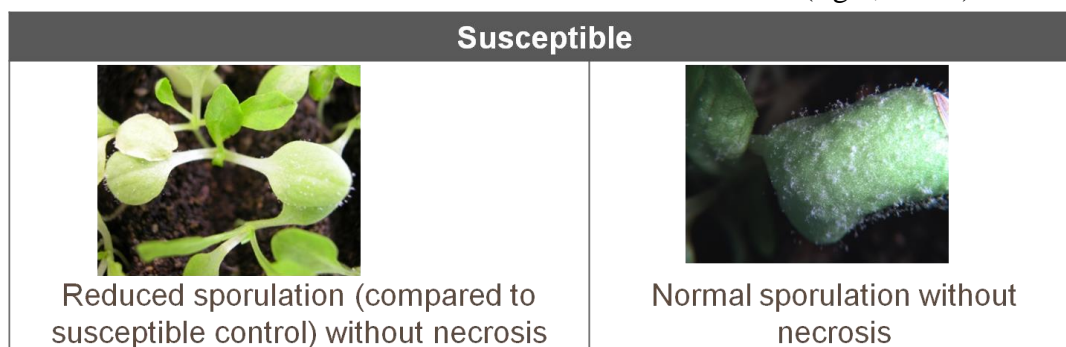 Susceptible
Reduced sporulation (compared to
susceptible control) without necrosis
Normal sporulation without
necrosis